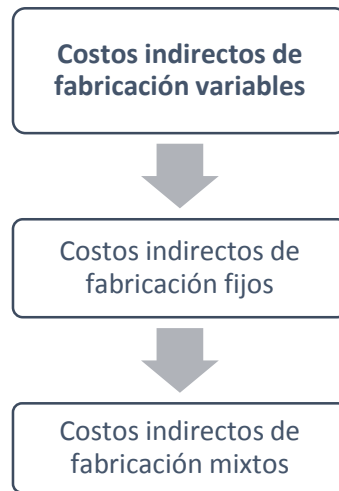 Costos indirectos de
fabricación variables
Costos indirectos de
fabricación fijos
Costos indirectos de
fabricación mixtos